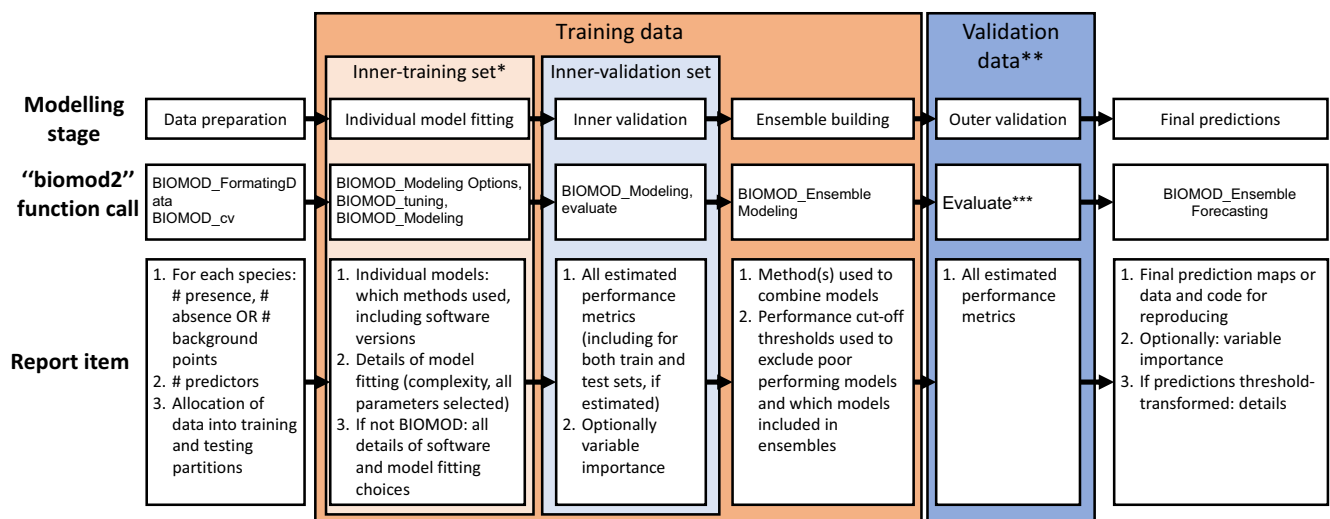 Training data
Validation
data**
Inner-training set*
Inner-validation set
Modelling
stage
Data preparation
Individual model fitting
Inner validation
Ensemble building
Outer validation
Final predictions
“biomod2”
function call
BIOMOD_FormatingD
ata
BIOMOD_cv
BIOMOD_Modeling Options,
BIOMOD_tuning,
BIOMOD_Modeling
BIOMOD_Modeling,
evaluate
BIOMOD_Ensemble
Modeling
Evaluate***
BIOMOD_Ensemble
Forecasting
Report item
1. For each species:
# presence, #
absence OR #
background
points
2. # predictors
3. Allocation of
data into training
and testing
partitions
1. Individual models:
which methods used,
including software
versions
2. Details of model
fitting (complexity, all
parameters selected)
3. If not BIOMOD: all
details of software
and model fitting
choices
1. All estimated
performance
metrics
(including for
both train and
test sets, if
estimated)
2. Optionally
variable
importance
1. Method(s) used to
combine models
2. Performance cut-off
thresholds used to
exclude poor
performing models
and which models
included in
ensembles
1. All estimated
performance
metrics
1. Final prediction maps or
data and code for
reproducing
2. Optionally: variable
importance
3. If predictions threshold-
transformed: details